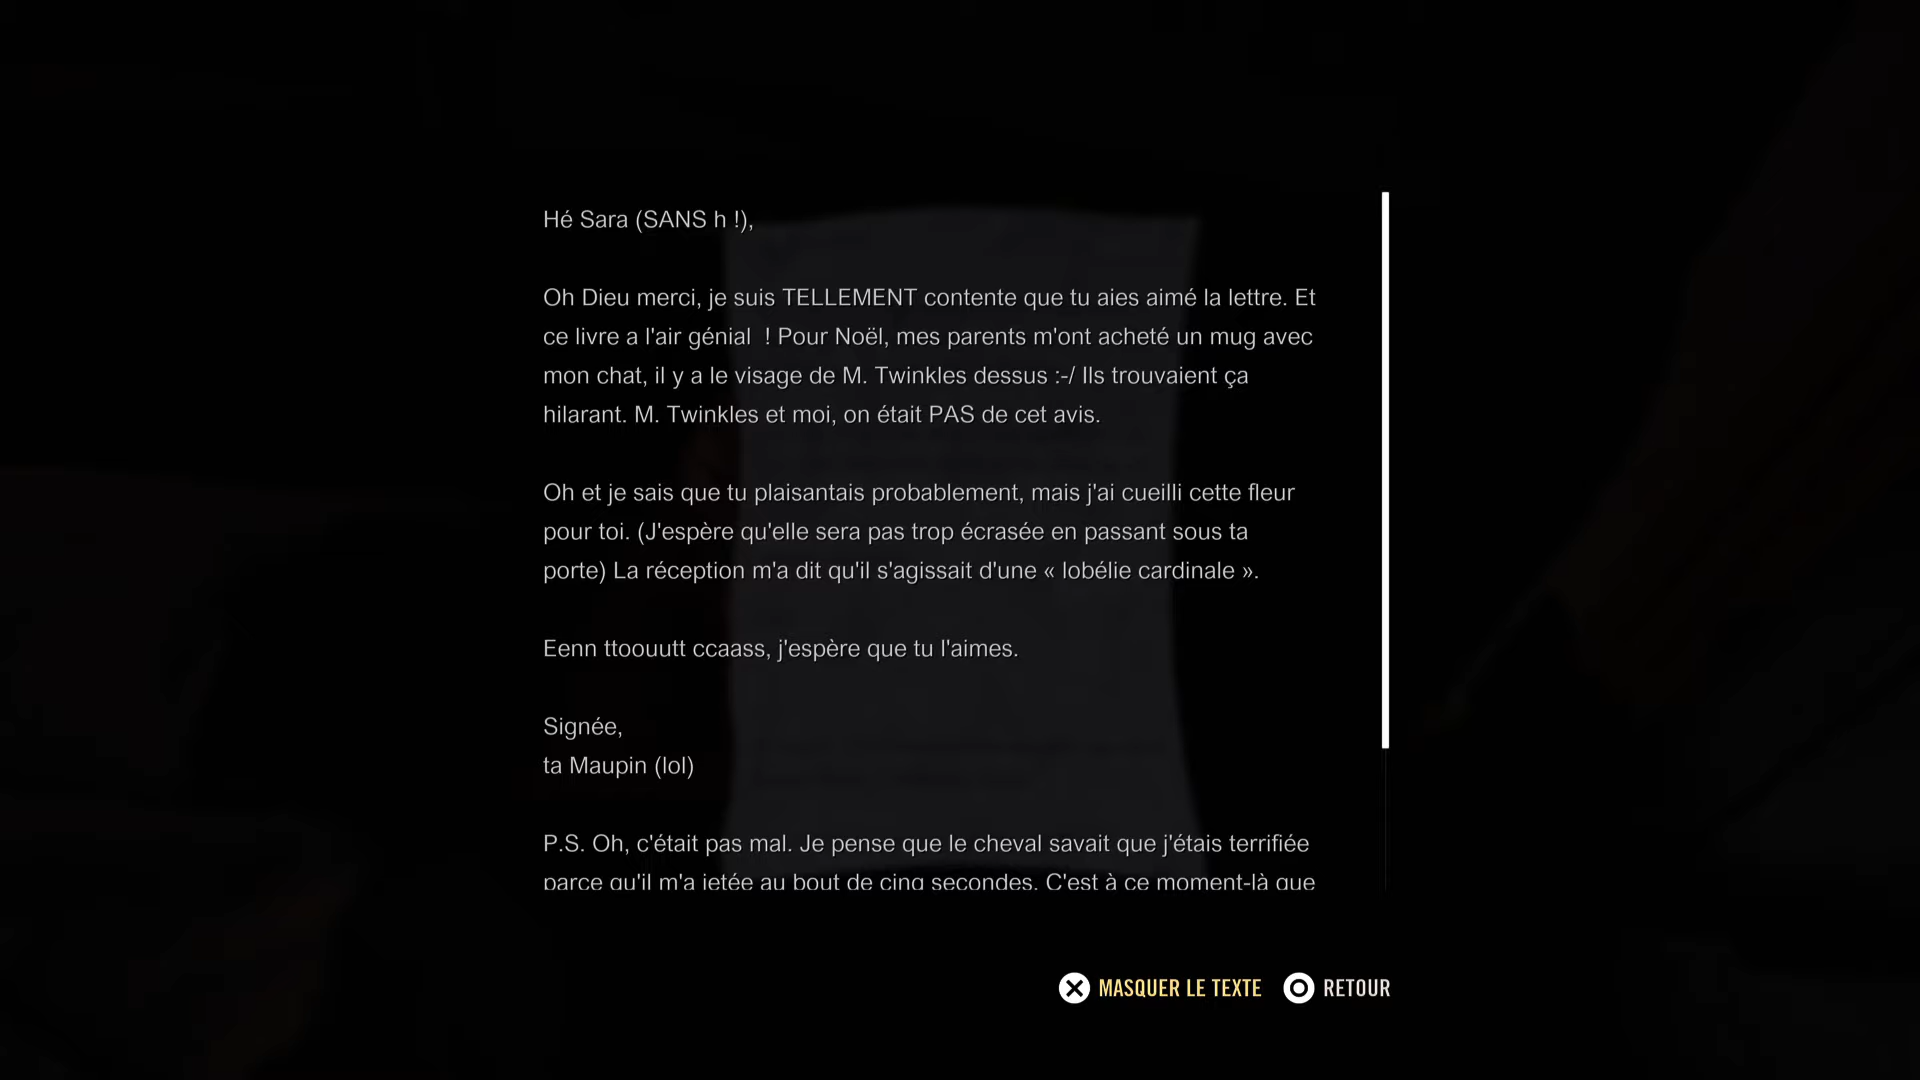 Hé Sara (SANS h !),
Oh Dieu merci, je suis TELLEMENT contente que tu aies aimé la lettre. Et
ce livre a l'air génial  ! Pour Noël, mes parents m'ont acheté un mug avec
mon chat, il y a le visage de M. Twinkles dessus :-/ Ils trouvaient ça
hilarant. M. Twinkles et moi, on était PAS de cet avis.
Oh et je sais que tu plaisantais probablement, mais j'ai cueilli cette fleur
pour toi. (J'espère qu'elle sera pas trop écrasée en passant sous ta
porte) La réception m'a dit qu'il s'agissait d'une « lobélie cardinale ».
Eenn ttoouutt ccaass, j'espère que tu l'aimes.
Signée,
ta Maupin (lol)
P.S. Oh, c'était pas mal. Je pense que le cheval savait que j'étais terrifiée
parce qu'il m'a jetée au bout de cinq secondes. C'est à ce moment-là que
MASQUER LE TEXTE RETOUR